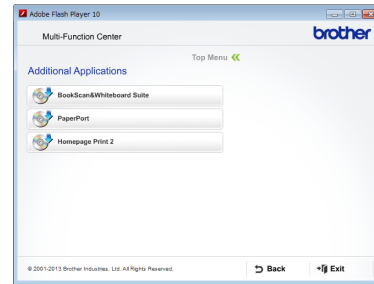 Adobe Flash Player 10
Multi-Function Center
brother
Top Menu
Additional Applications
BookScan&Whiteboard Suite
PaperPort
Homepage Print 2
© 2001-2013 Brother Industries, Ltd. All Rights Reserved.
Back
Exit